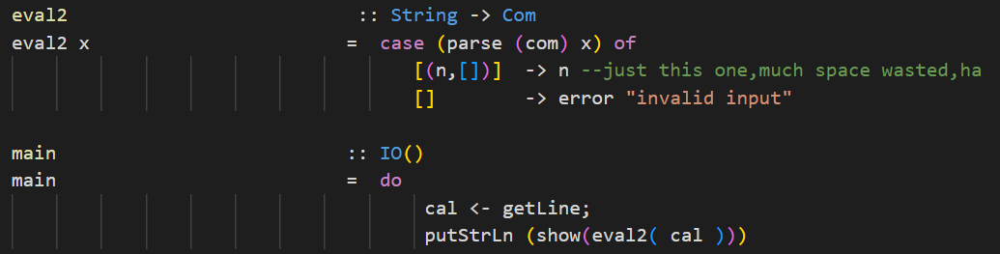 eval2 :: String -> Com
eval2 x = case (parse (com) x) of
[(n,[])] -> n --just this one,much space wasted,ha
[] -> error "invalid input"
main :: IO()
main = do
cal <- getLine;
putStrLn (show(eval2( cal )))